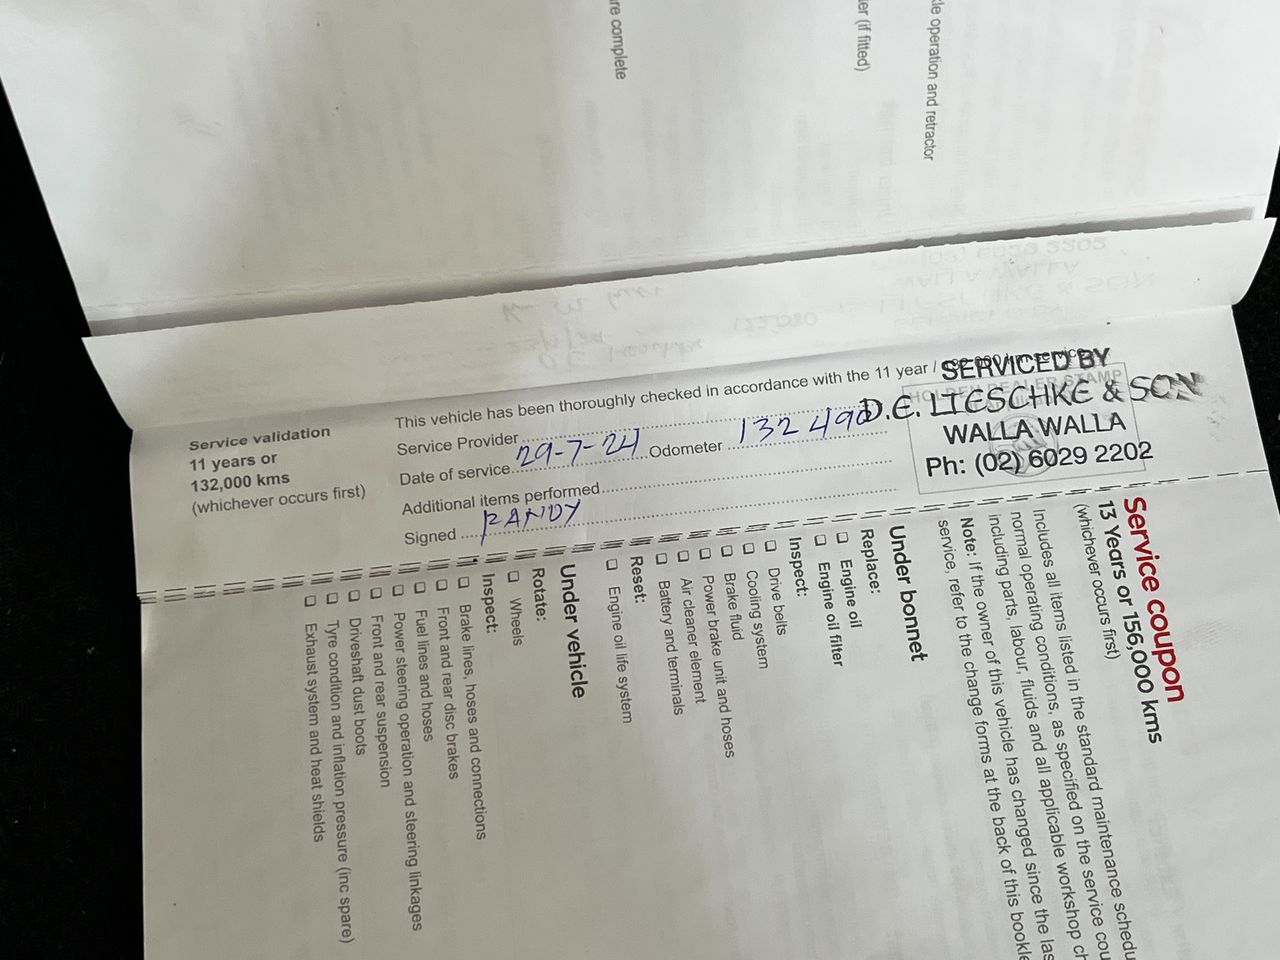 re complete
er (if fitted)
le operation and retractor
Service validation
11 years or
132,000 kms
(whichever occurs first)
This vehicle has been thoroughly checked in accordance with the 11 year /
Service Provider
Date of service 29-7-24 Odometer 132490
Additional items performed
Signed RANDY
HOLDEN DEALER STAMP
SERVICED BY
D.E. LIESCHKE & SON
WALLA WALLA
Ph: (02) 6029 2202
Service coupon
13 Years or 156,000 kms
(whichever occurs first)
Includes all items listed in the standard maintenance schedu
normal operating conditions, as specified on the service cou
including parts, labour, fluids and all applicable workshop ch
Note: If the owner of this vehicle has changed since the las
service, refer to the change forms at the back of this bookle
Under bonnet
Replace:
Engine oil
Engine oil filter
Inspect:
Drive belts
Cooling system
Brake fluid
Power brake unit and hoses
Air cleaner element
Battery and terminals
Reset:
Engine oil life system
Under vehicle
Rotate:
Wheels
Inspect:
Brake lines, hoses and connections
Front and rear disc brakes
Fuel lines and hoses
Power steering operation and steering linkages
Front and rear suspension
Driveshaft dust boots
Tyre condition and inflation pressure (inc spare)
Exhaust system and heat shields